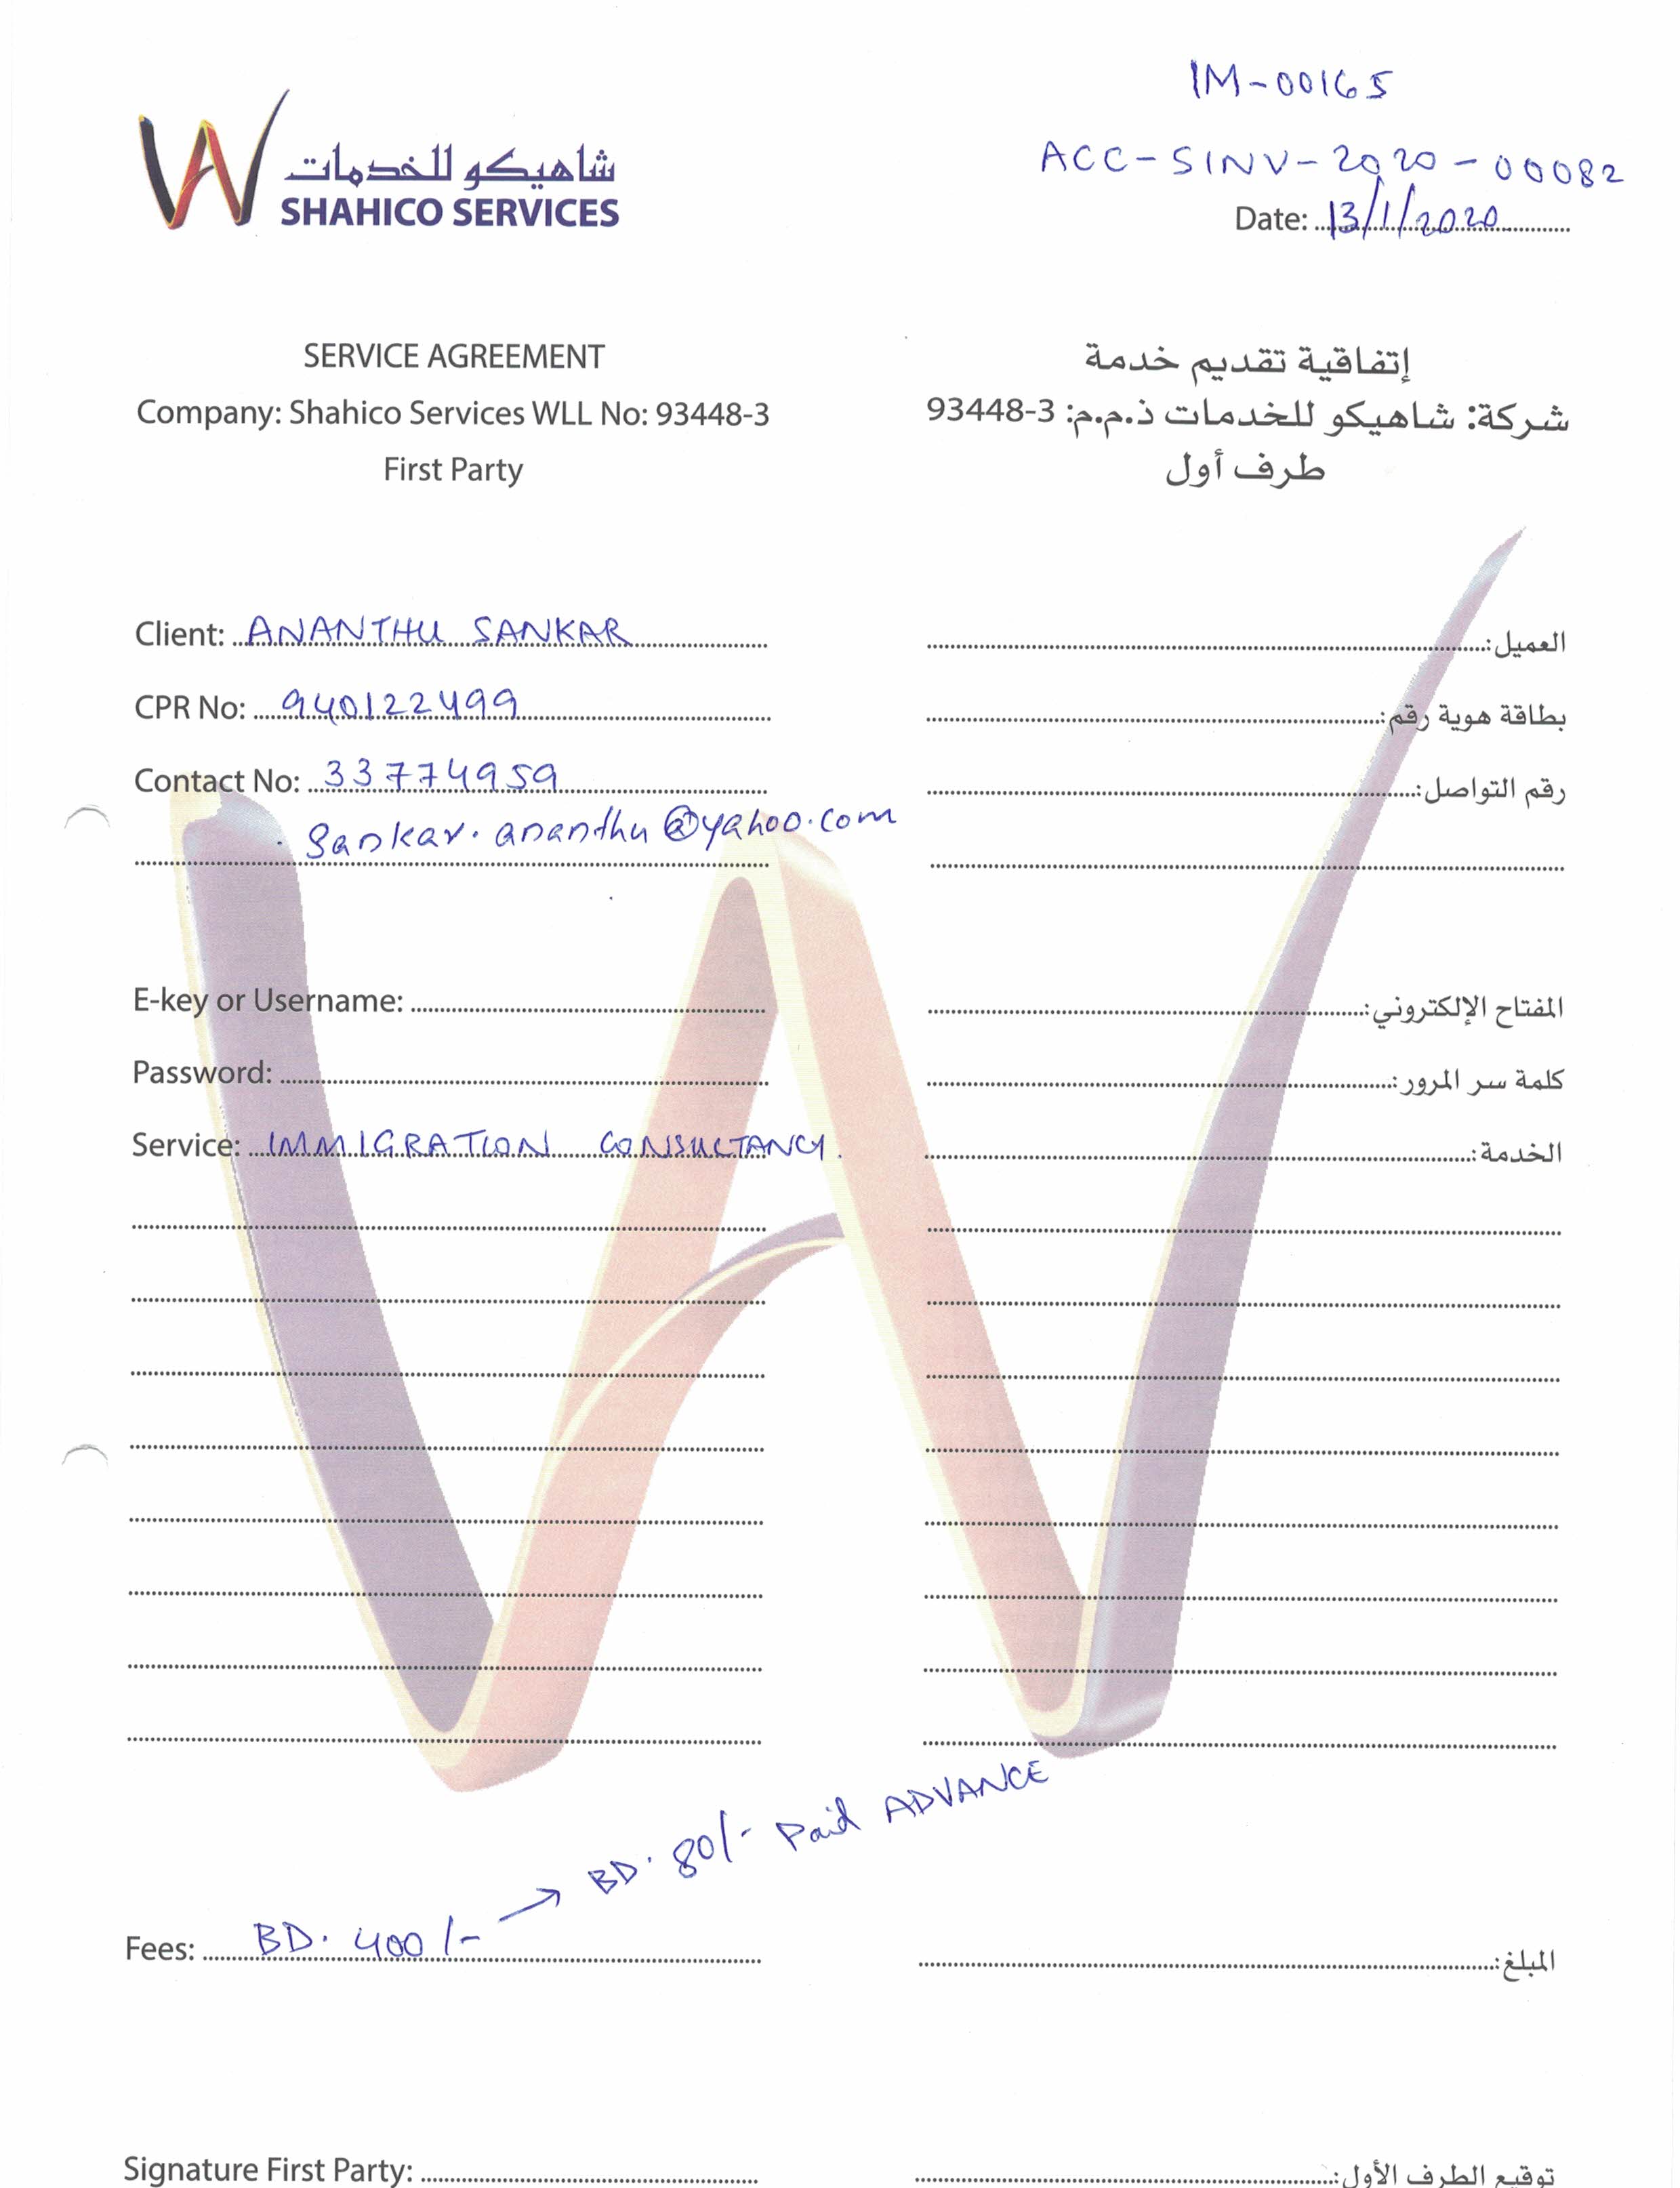 IM-00165
ACC-SINV-2020-00082
شاهيكو للخدمات
SHAHICO SERVICES
Date: 13/1/2020
SERVICE AGREEMENT
إتفاقية تقديم خدمة
Company: Shahico Services WLL No: 93448-3
شركة: شاهيكو للخدمات ذ.م.م: 93448-3
First Party
طرف أول
Client: ANANTHU SANKAR
العميل:
CPR No: 940122499
بطاقة هوية رقم:
Contact No: 33774959
رقم التواصل:
Sankar.ananthu@yahoo.com
E-key or Username:
المفتاح الإلكتروني:
Password:
كلمة سر المرور:
Service: IMMIGRATION CONSULTANCY.
الخدمة:
Fees: BD. 400/- → BD. 80/- Paid ADVANCE
المبلغ:
Signature First Party:
توقيع الطرف الأول: